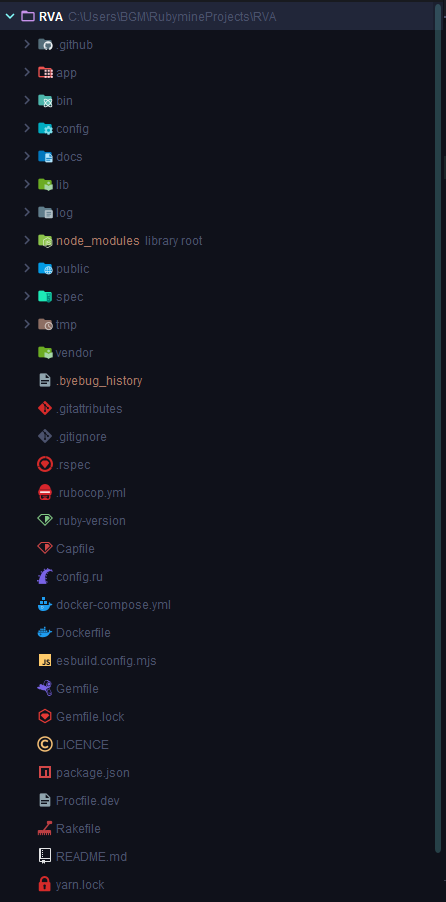 RVA C:\Users\BGM\RubymineProjects\RVA
.github
app
bin
config
docs
lib
log
node_modules library root
public
spec
tmp
vendor
.byebug_history
.gitattributes
.gitignore
.rspec
.rubocop.yml
.ruby-version
Capfile
config.ru
docker-compose.yml
Dockerfile
esbuild.config.mjs
Gemfile
Gemfile.lock
LICENCE
package.json
Procfile.dev
Rakefile
README.md
yarn.lock